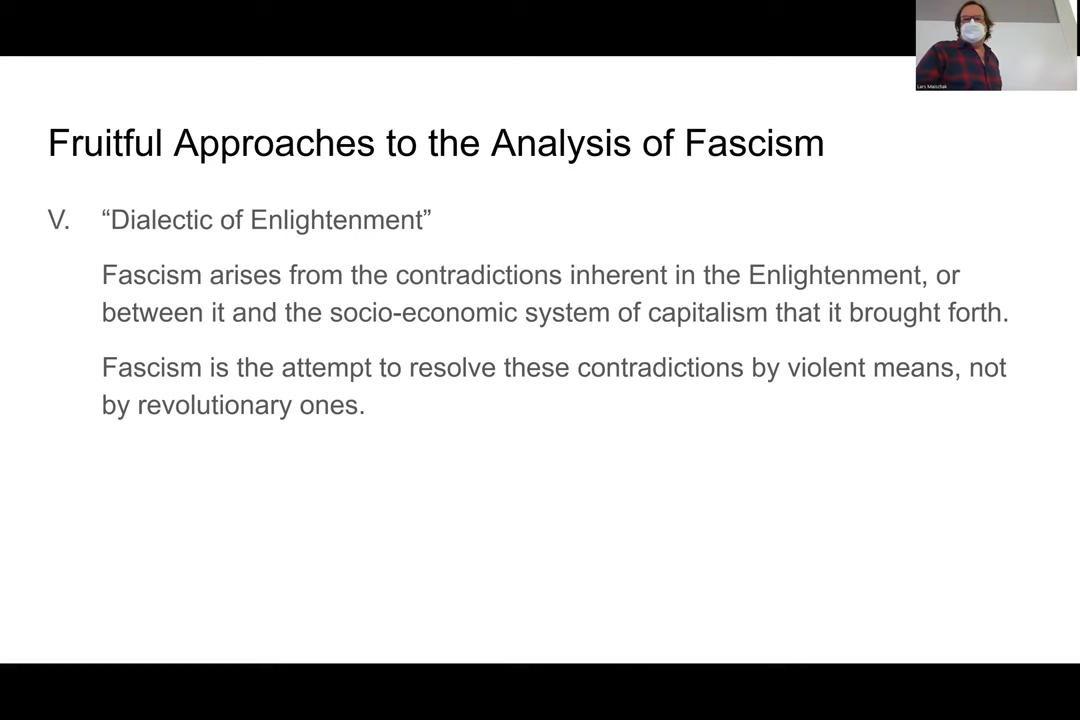 Lars Maischak
Fruitful Approaches to the Analysis of Fascism
V. “Dialectic of Enlightenment”
Fascism arises from the contradictions inherent in the Enlightenment, or
between it and the socio-economic system of capitalism that it brought forth.
Fascism is the attempt to resolve these contradictions by violent means, not
by revolutionary ones.